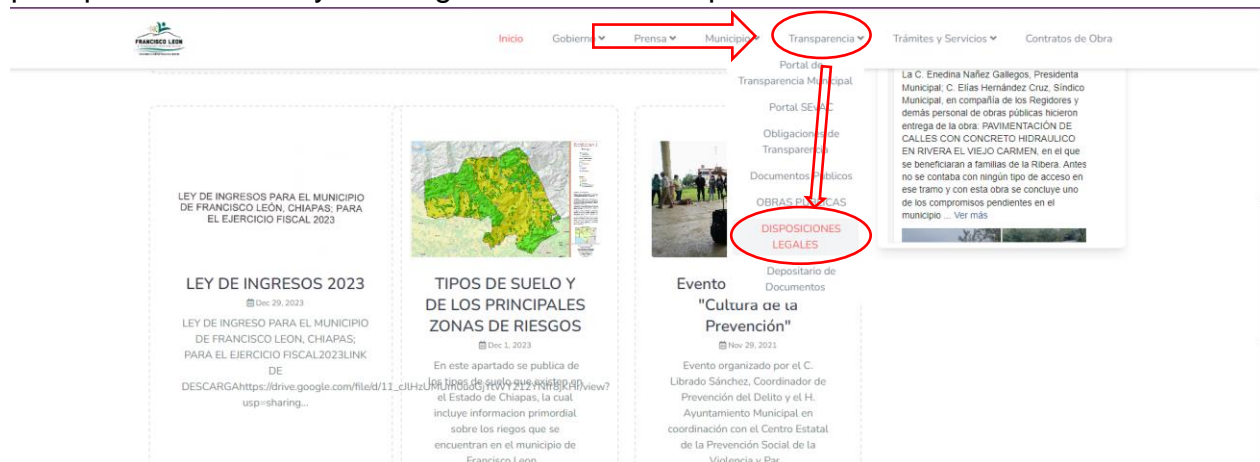 FRANCISCO LEON
Inicio Gobierno Prensa Municipio Transparencia Trámites y Servicios Contratos de Obra
Portal de
Transparencia Municipal
Portal SEvAC
Obligaciones de
Transparencia
Documentos Públicos
OBRAS PÚBLICAS
DISPOSICIONES
LEGALES
Depositario de
Documentos
La C. Enedina Nañez Gallegos, Presidenta
Municipal; C. Elías Hernández Cruz, Síndico
Municipal, en compañía de los Regidores y
demás personal de obras públicas hicieron
entrega de la obra: PAVIMENTACIÓN DE
CALLES CON CONCRETO HIDRAULICO
EN RIVERA EL VIEJO CARMEN, en el que
se beneficiaran a familias de la Ribera. Antes
no se contaba con ningún tipo de acceso en
ese tramo y con esta obra se concluye uno
de los compromisos pendientes en el
municipio ... Ver más
LEY DE INGRESOS PARA EL MUNICIPIO
DE FRANCISCO LEÓN, CHIAPAS; PARA
EL EJERCICIO FISCAL 2023
LEY DE INGRESOS 2023
Dec 29, 2023
LEY DE INGRESO PARA EL MUNICIPIO
DE FRANCISCO LEON, CHIAPAS;
PARA EL EJERCICIO FISCAL2023LINK
DE
usp=sharing...
TIPOS DE SUELO Y
DE LOS PRINCIPALES
ZONAS DE RIESGOS
Dec 1, 2023
En este apartado se publica de
los tipos de suelo que existen en
el Estado de Chiapas, la cual
incluye informacion primordial
sobre los riegos que se
encuentran en el municipio de
Francisco Leon
Evento
"Cultura de la
Prevención"
Nov 29, 2021
Evento organizado por el C.
Librado Sánchez, Coordinador de
Prevención del Delito y el H.
Ayuntamiento Municipal en
coordinación con el Centro Estatal
de la Prevención Social de la
Violencia y Par